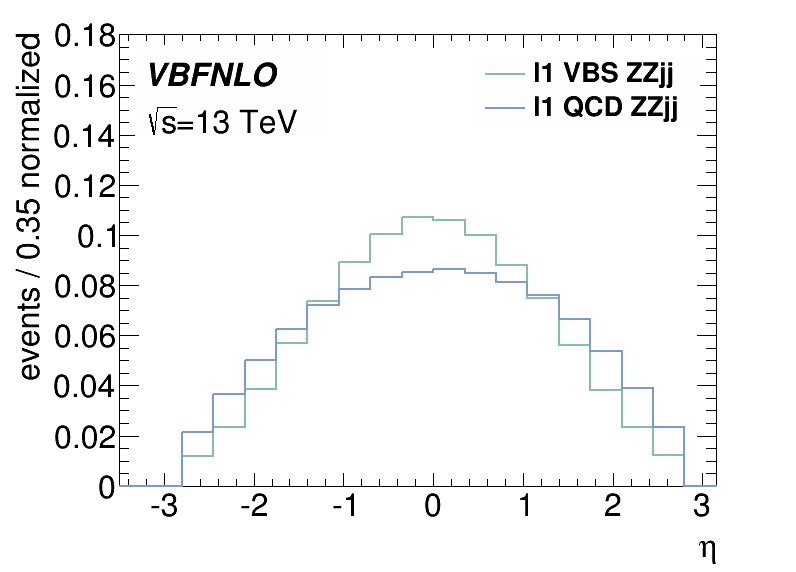 events / 0.35 normalized
0.18
0.16
0.14
0.12
0.1
0.08
0.06
0.04
0.02
0
VBFNLO
√s=13 TeV
l1 VBS ZZjj
l1 QCD ZZjj
-3 -2 -1 0 1 2 3
η